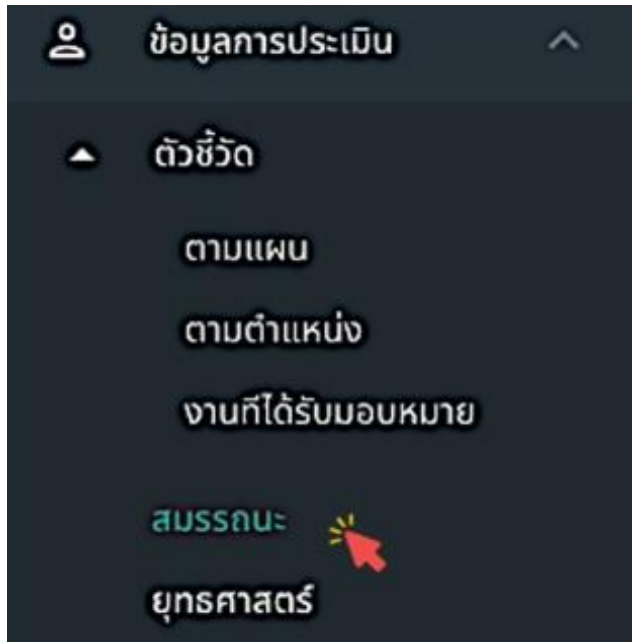 ข้อมูลการประเมิน
ตัวชี้วัด
ตามแผน
ตามตำแหน่ง
งานที่ได้รับมอบหมาย
สมรรถนะ
ยุทธศาสตร์